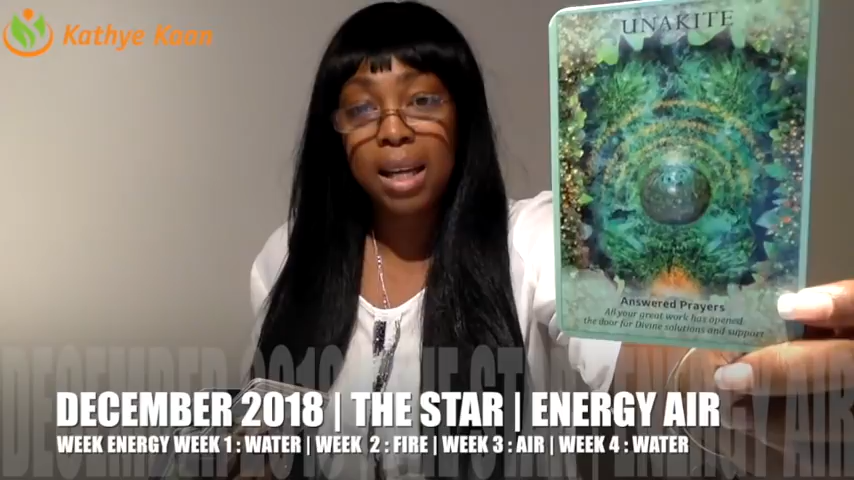 Kathye Koan
UNAKITE
Answered Prayers
All your great work has opened
the door for Divine solutions and support
DECEMBER 2018 | THE STAR | ENERGY AIR
WEEK ENERGY WEEK 1 : WATER | WEEK 2 : FIRE | WEEK 3 : AIR | WEEK 4 : WATER